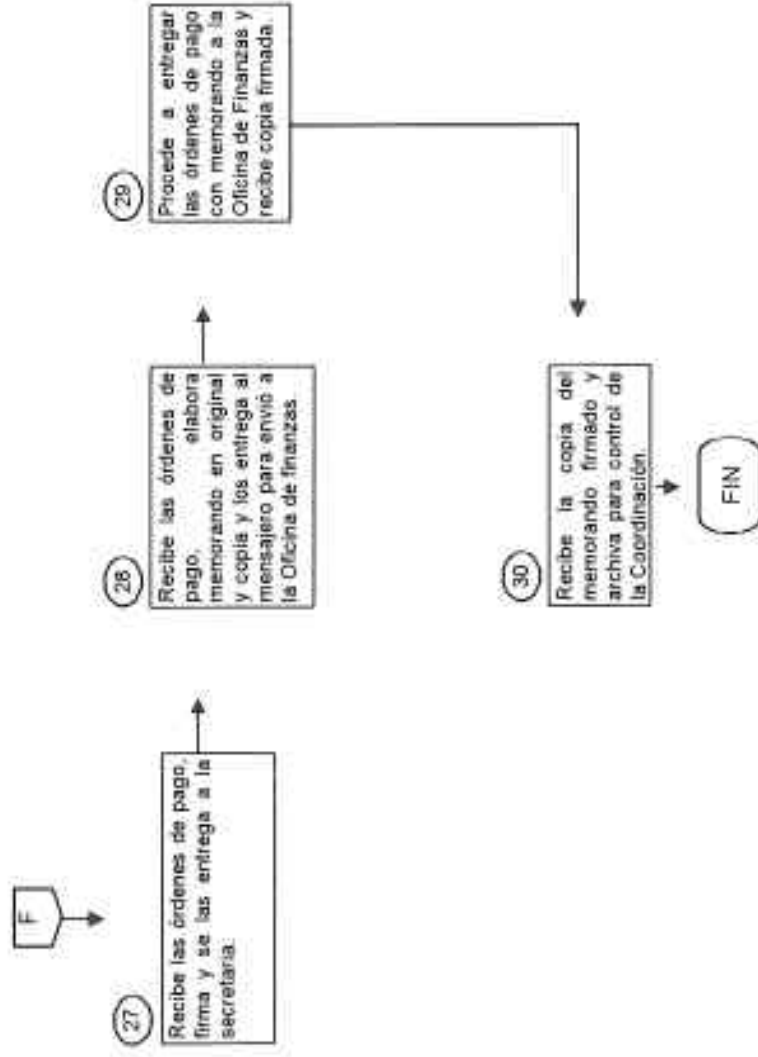 F
27
Recibe las órdenes de pago,
firma y se las entrega a la
secretaria.
28
Recibe las órdenes de
pago, elabora
memorando en original
y copia y los entrega al
mensajero para envió a
la Oficina de finanzas
29
Procede a entregar
las órdenes de pago
con memorando a la
Oficina de Finanzas y
recibe copia firmada.
30
Recibe la copia del
memorando firmado y
archiva para control de
la Coordinación.
FIN